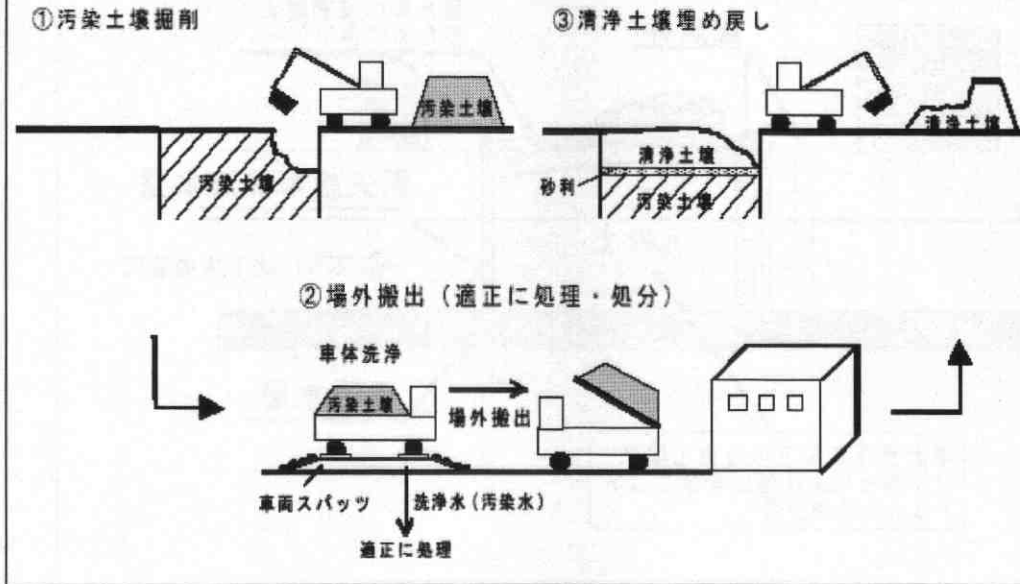 ①汚染土壌掘削
汚染土壌
汚染土壌
③清浄土壌埋め戻し
清浄土壌
清浄土壌
砂利
汚染土壌
②場外搬出（適正に処理・処分）
車体洗浄
汚染土壌
場外搬出
車両スパッツ
洗浄水(汚染水)
適正に処理